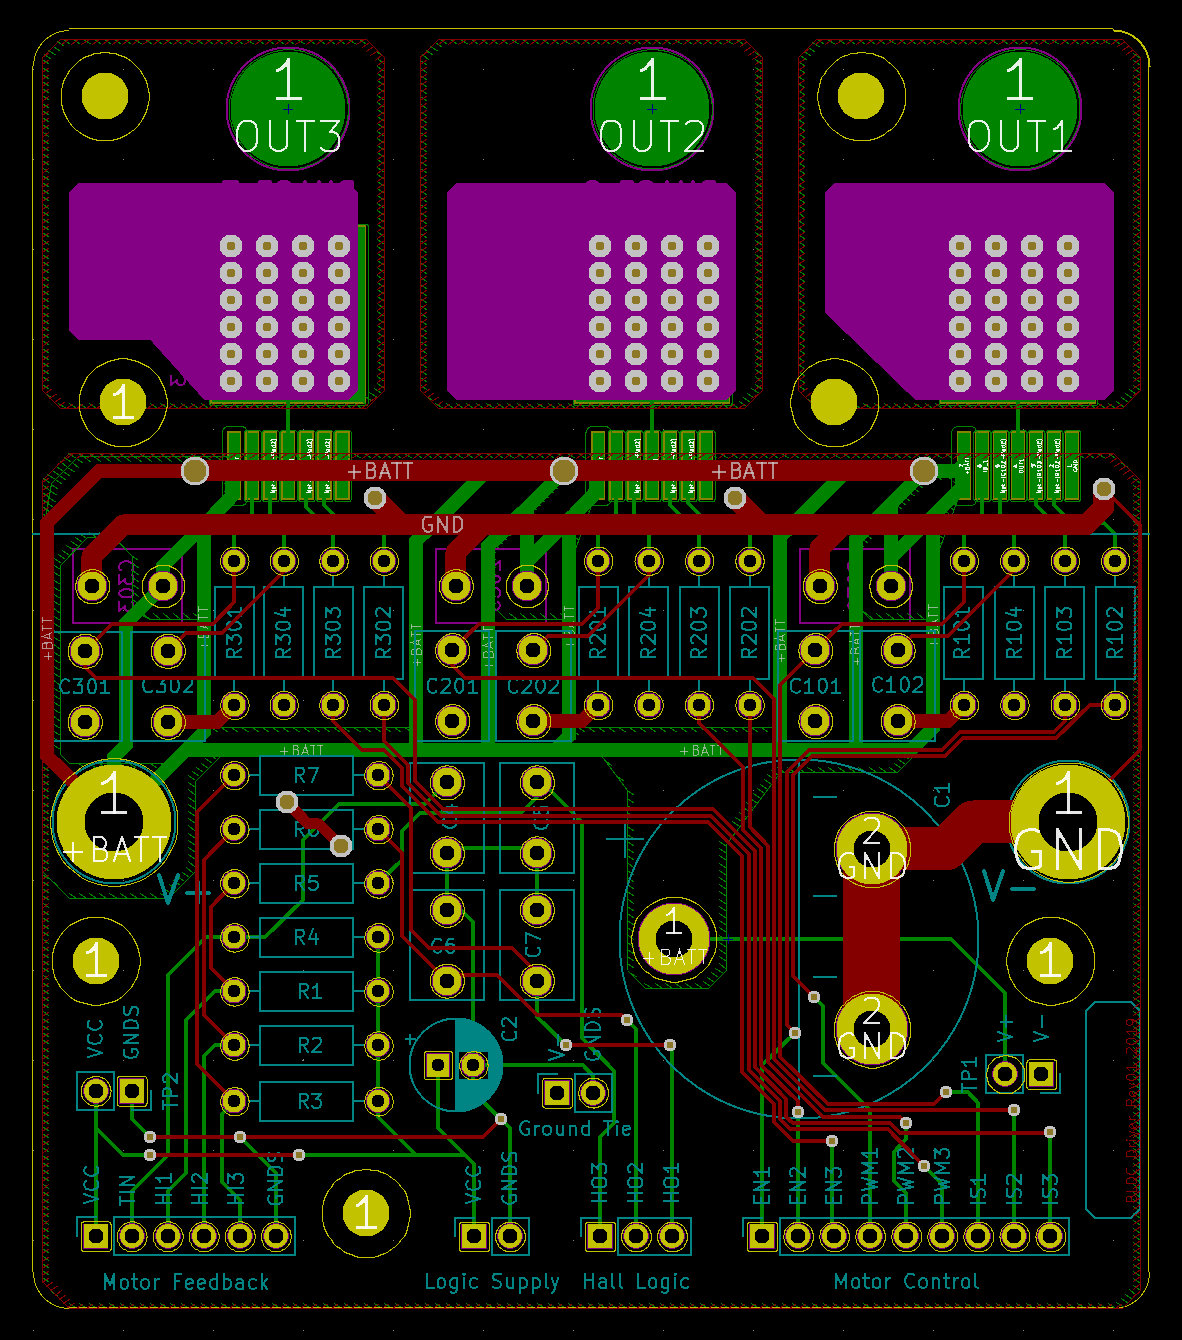 1
OUT3
1
OUT2
1
OUT1
1
+BATT
+BATT
GND
+BATT
+BATT
+BATT
+BATT
+BATT
+BATT
R301
R304
R303
R302
R201
R204
R203
R202
R101
R104
R103
R102
C303
C301
C302
C201
C202
C101
C102
+BATT
+BATT
1
+BATT
V+
R7
R5
R4
R1
R2
R3
C7
C2
C1
2
GND
1
GND
V-
1
+BATT
2
GND
1
1
VCC
GNDS
TP2
GNDS
Ground Tie
TP1
V+
V-
BLDC Driver Rev01 2019
VCC
TIN
HI1
HI2
HI3
GNDS
1
VCC
GNDS
HO3
HO2
HO1
EN1
EN2
EN3
PWM1
PWM2
PWM3
IS1
IS2
IS3
Motor Feedback
Logic Supply
Hall Logic
Motor Control